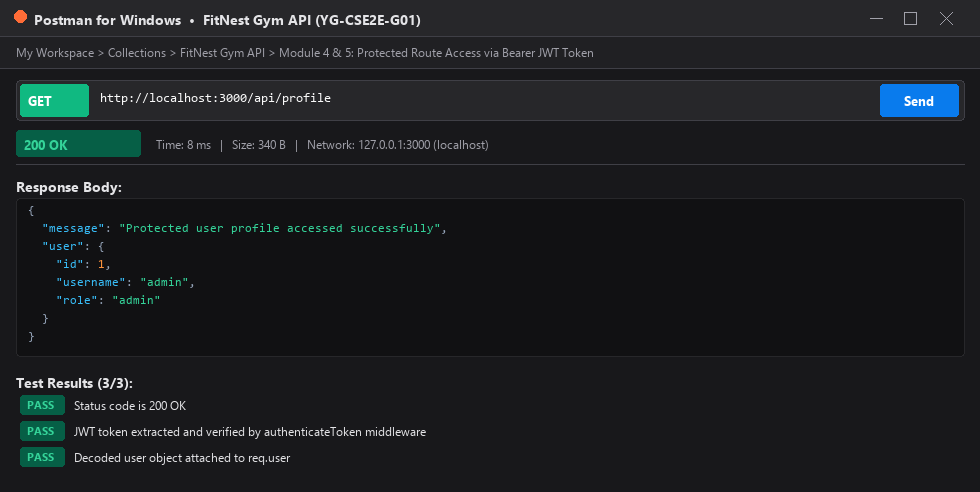 Postman for Windows • FitNest Gym API (YG-CSE2E-G01)
My Workspace > Collections > FitNest Gym API > Module 4 & 5: Protected Route Access via Bearer JWT Token
GET http://localhost:3000/api/profile Send
200 OK Time: 8 ms | Size: 340 B | Network: 127.0.0.1:3000 (localhost)
Response Body:
{
  "message": "Protected user profile accessed successfully",
  "user": {
    "id": 1,
    "username": "admin",
    "role": "admin"
  }
}
Test Results (3/3):
PASS Status code is 200 OK
PASS JWT token extracted and verified by authenticateToken middleware
PASS Decoded user object attached to req.user